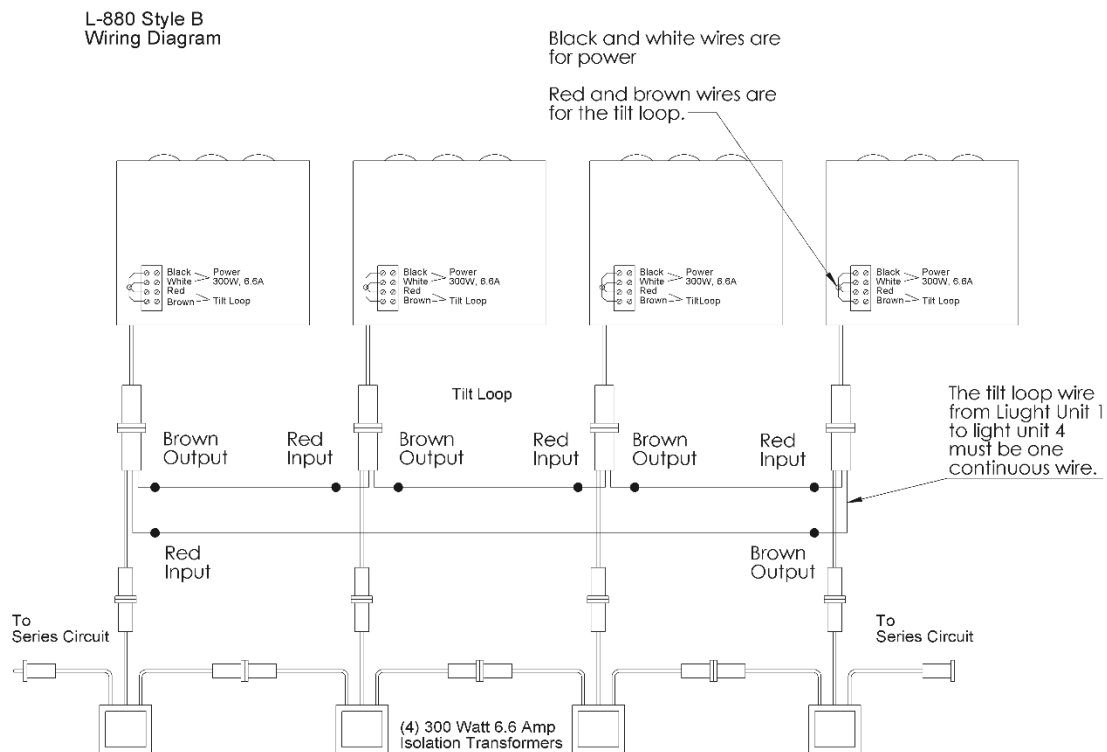 L-880 Style B
Wiring Diagram
Black and white wires are
for power
Red and brown wires are
for the tilt loop.
Black
White
Red
Brown
Power
300W, 6.6A
Tilt Loop
Black
White
Red
Brown
Power
300W, 6.6A
Tilt Loop
Black
White
Red
Brown
Power
300W, 6.6A
TiltLoop
Black
White
Red
Brown
Power
300W, 6.6A
Tilt Loop
Tilt Loop
The tilt loop wire
from Liught Unit 1
to light unit 4
must be one
continuous wire.
Brown
Output
Red
Input
Brown
Output
Red
Input
Brown
Output
Red
Input
Red
Input
Brown
Output
To
Series Circuit
To
Series Circuit
(4) 300 Watt 6.6 Amp
Isolation Transformers